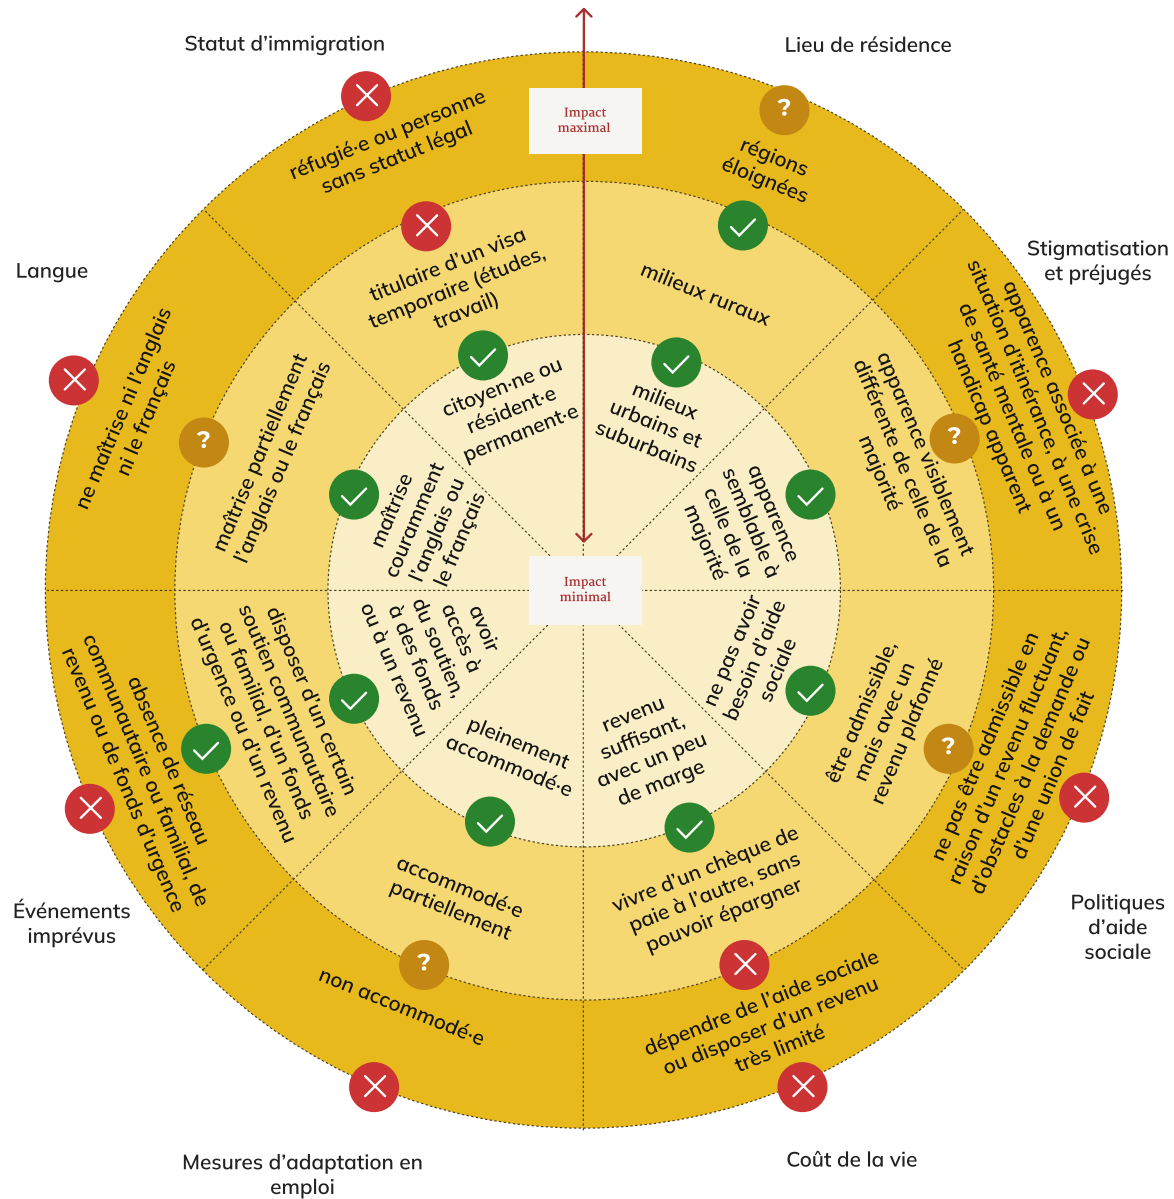 Statut d’immigration
Lieu de résidence
Impact
maximal
réfugié·e ou personne
sans statut légal
?
régions
éloignées
titulaire d’un visa
temporaire (études,
travail)
milieux ruraux
citoyen·ne ou
résident·e
permanent·e
milieux
urbains et
suburbains
Stigmatisation
et préjugés
apparence associée à une
situation d’itinérance, à une crise
de santé mentale ou à un
handicap apparent
?
apparence visiblement
différente de celle de la
majorité
apparence
semblable à
celle de la
majorité
Langue
ne maîtrise ni l’anglais
ni le français
?
maîtrise partiellement
l’anglais ou le français
maîtrise
couramment
l’anglais ou
le français
Impact
minimal
avoir
accès à
du soutien,
à des fonds
ou à un revenu
disposer d’un certain
soutien communautaire
ou familial, d’un fonds
d’urgence ou d’un revenu
absence de réseau
communautaire ou familial, de
revenu ou de fonds d’urgence
Événements
imprévus
ne pas avoir
besoin d’aide
sociale
être admissible,
mais avec un
revenu plafonné
?
ne pas être admissible en
raison d’un revenu fluctuant,
d’obstacles à la demande ou
d’une union de fait
Politiques
d’aide
sociale
pleinement
accommodé·e
accommodé·e
partiellement
?
non accommodé·e
Mesures d’adaptation en
emploi
revenu
suffisant,
avec un peu
de marge
vivre d’un chèque de
paie à l’autre, sans
pouvoir épargner
dépendre de l’aide sociale
ou disposer d’un revenu
très limité
Coût de la vie